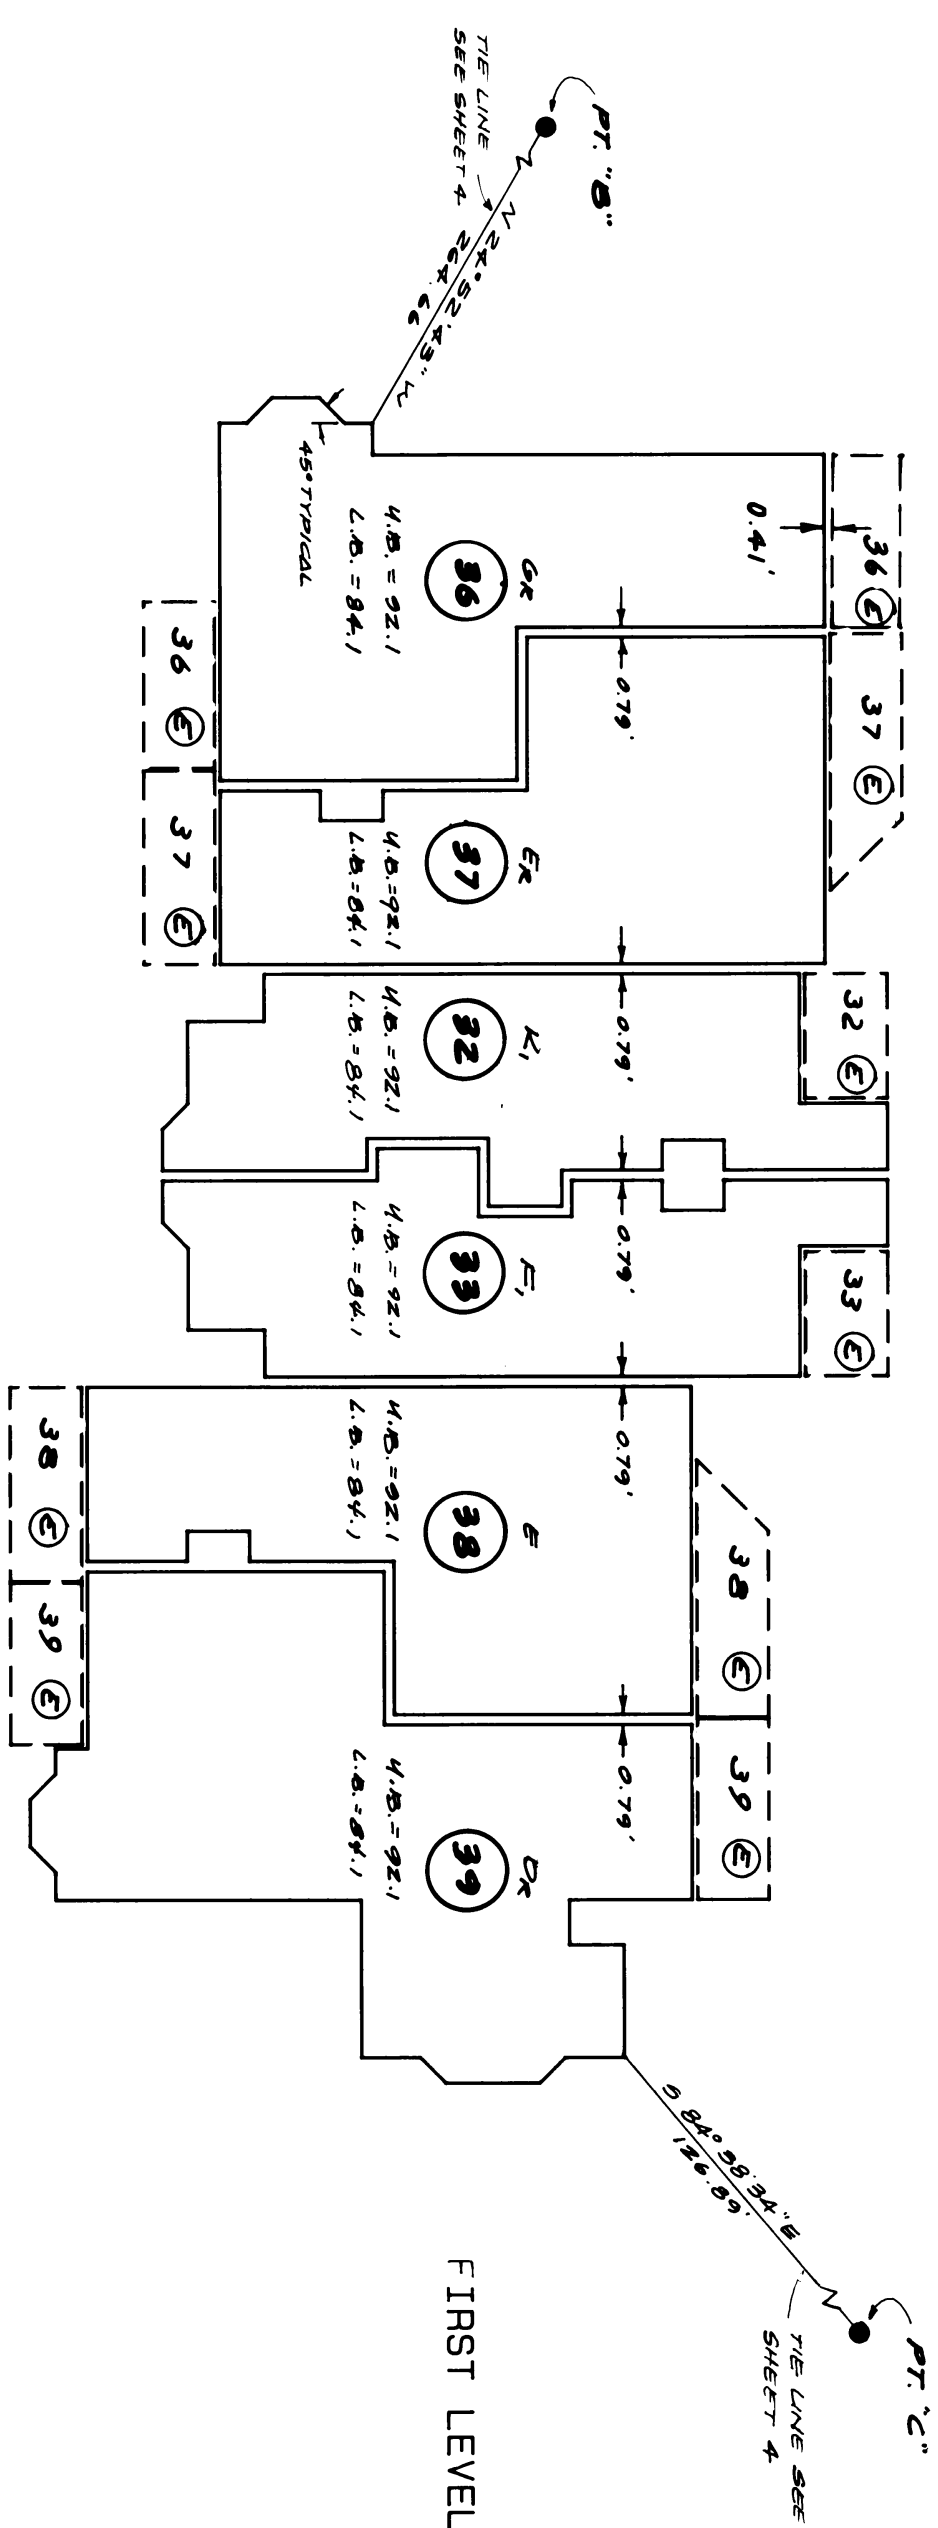 PT. "B"
TIE LINE
SEE SHEET 4
N 24°52'43" W
264.66
45° TYPICAL
0.41'
36 E
37 E
32 E
33 E
38 E
39 E
0.79'
0.79'
0.79'
0.79'
0.79'
GR
36
U.B. = 92.1
L.B. = 84.1
ER
37
U.B. = 92.1
L.B. = 84.1
K1
32
U.B. = 92.1
L.B. = 84.1
33
U.B. = 92.1
L.B. = 84.1
E
38
U.B. = 92.1
L.B. = 84.1
DR
39
U.B. = 92.1
L.B. = 84.1
36 E
37 E
38 E
39 E
S 84° 38' 34" E
126.89'
PT. "C"
TIE LINE SEE
SHEET 4
FIRST LEVEL